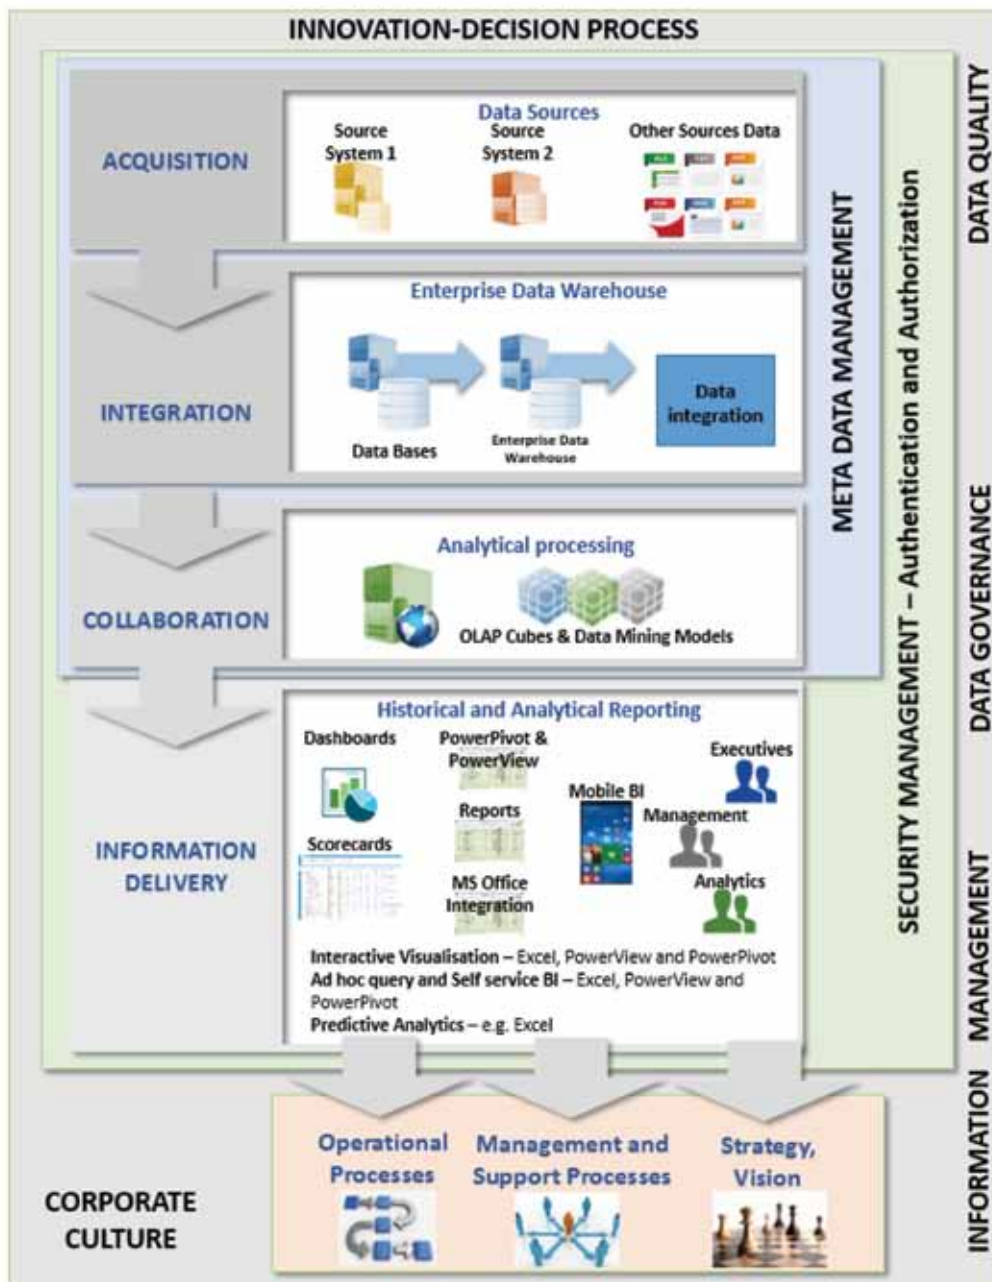 INNOVATION-DECISION PROCESS
ACQUISITION
Data Sources
Source
System 1
Source
System 2
Other Sources Data
INTEGRATION
Enterprise Data Warehouse
Data Bases
Enterprise Data
Warehouse
Data
integration
COLLABORATION
Analytical processing
OLAP Cubes & Data Mining Models
INFORMATION
DELIVERY
Historical and Analytical Reporting
Dashboards
Scorecards
PowerPivot &
PowerView
Reports
MS Office
Integration
Mobile BI
Executives
Management
Analytics
Interactive Visualisation – Excel, PowerView and PowerPivot
Ad hoc query and Self service BI – Excel, PowerView and
PowerPivot
Predictive Analytics – e.g. Excel
META DATA MANAGEMENT
SECURITY MANAGEMENT – Authentication and Authorization
DATA QUALITY
DATA GOVERNANCE
INFORMATION MANAGEMENT
CORPORATE
CULTURE
Operational
Processes
Management and
Support Processes
Strategy,
Vision